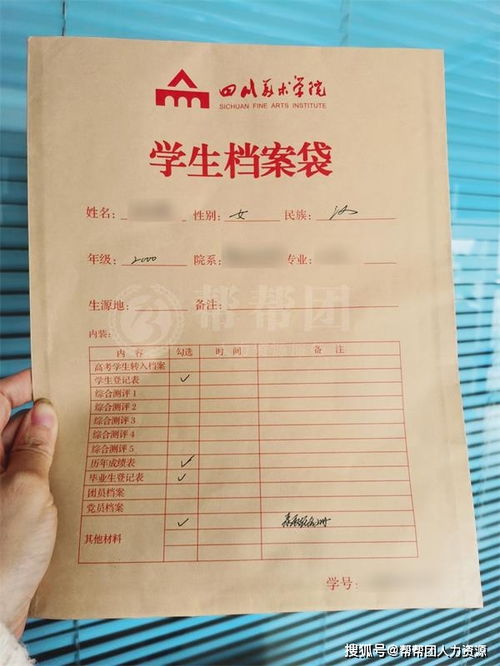 四川美术学院
SICHUAN FINE ARTS INSTITUTE
学生档案袋
姓名： 性别：女 民族：汉
年级：2000 院系： 专业：
生源地： 备注：
帮帮团
内装：
内容 勾选 时间 备注
高考学生转入档案
学生登记表 ✓
综合测评1
综合测评2
综合测评3
综合测评4
综合测评5
历年成绩表 ✓
毕业生登记表 ✓
团员档案
党员档案
其他材料 ✓
学号：
搜狐号@帮帮团人力资源